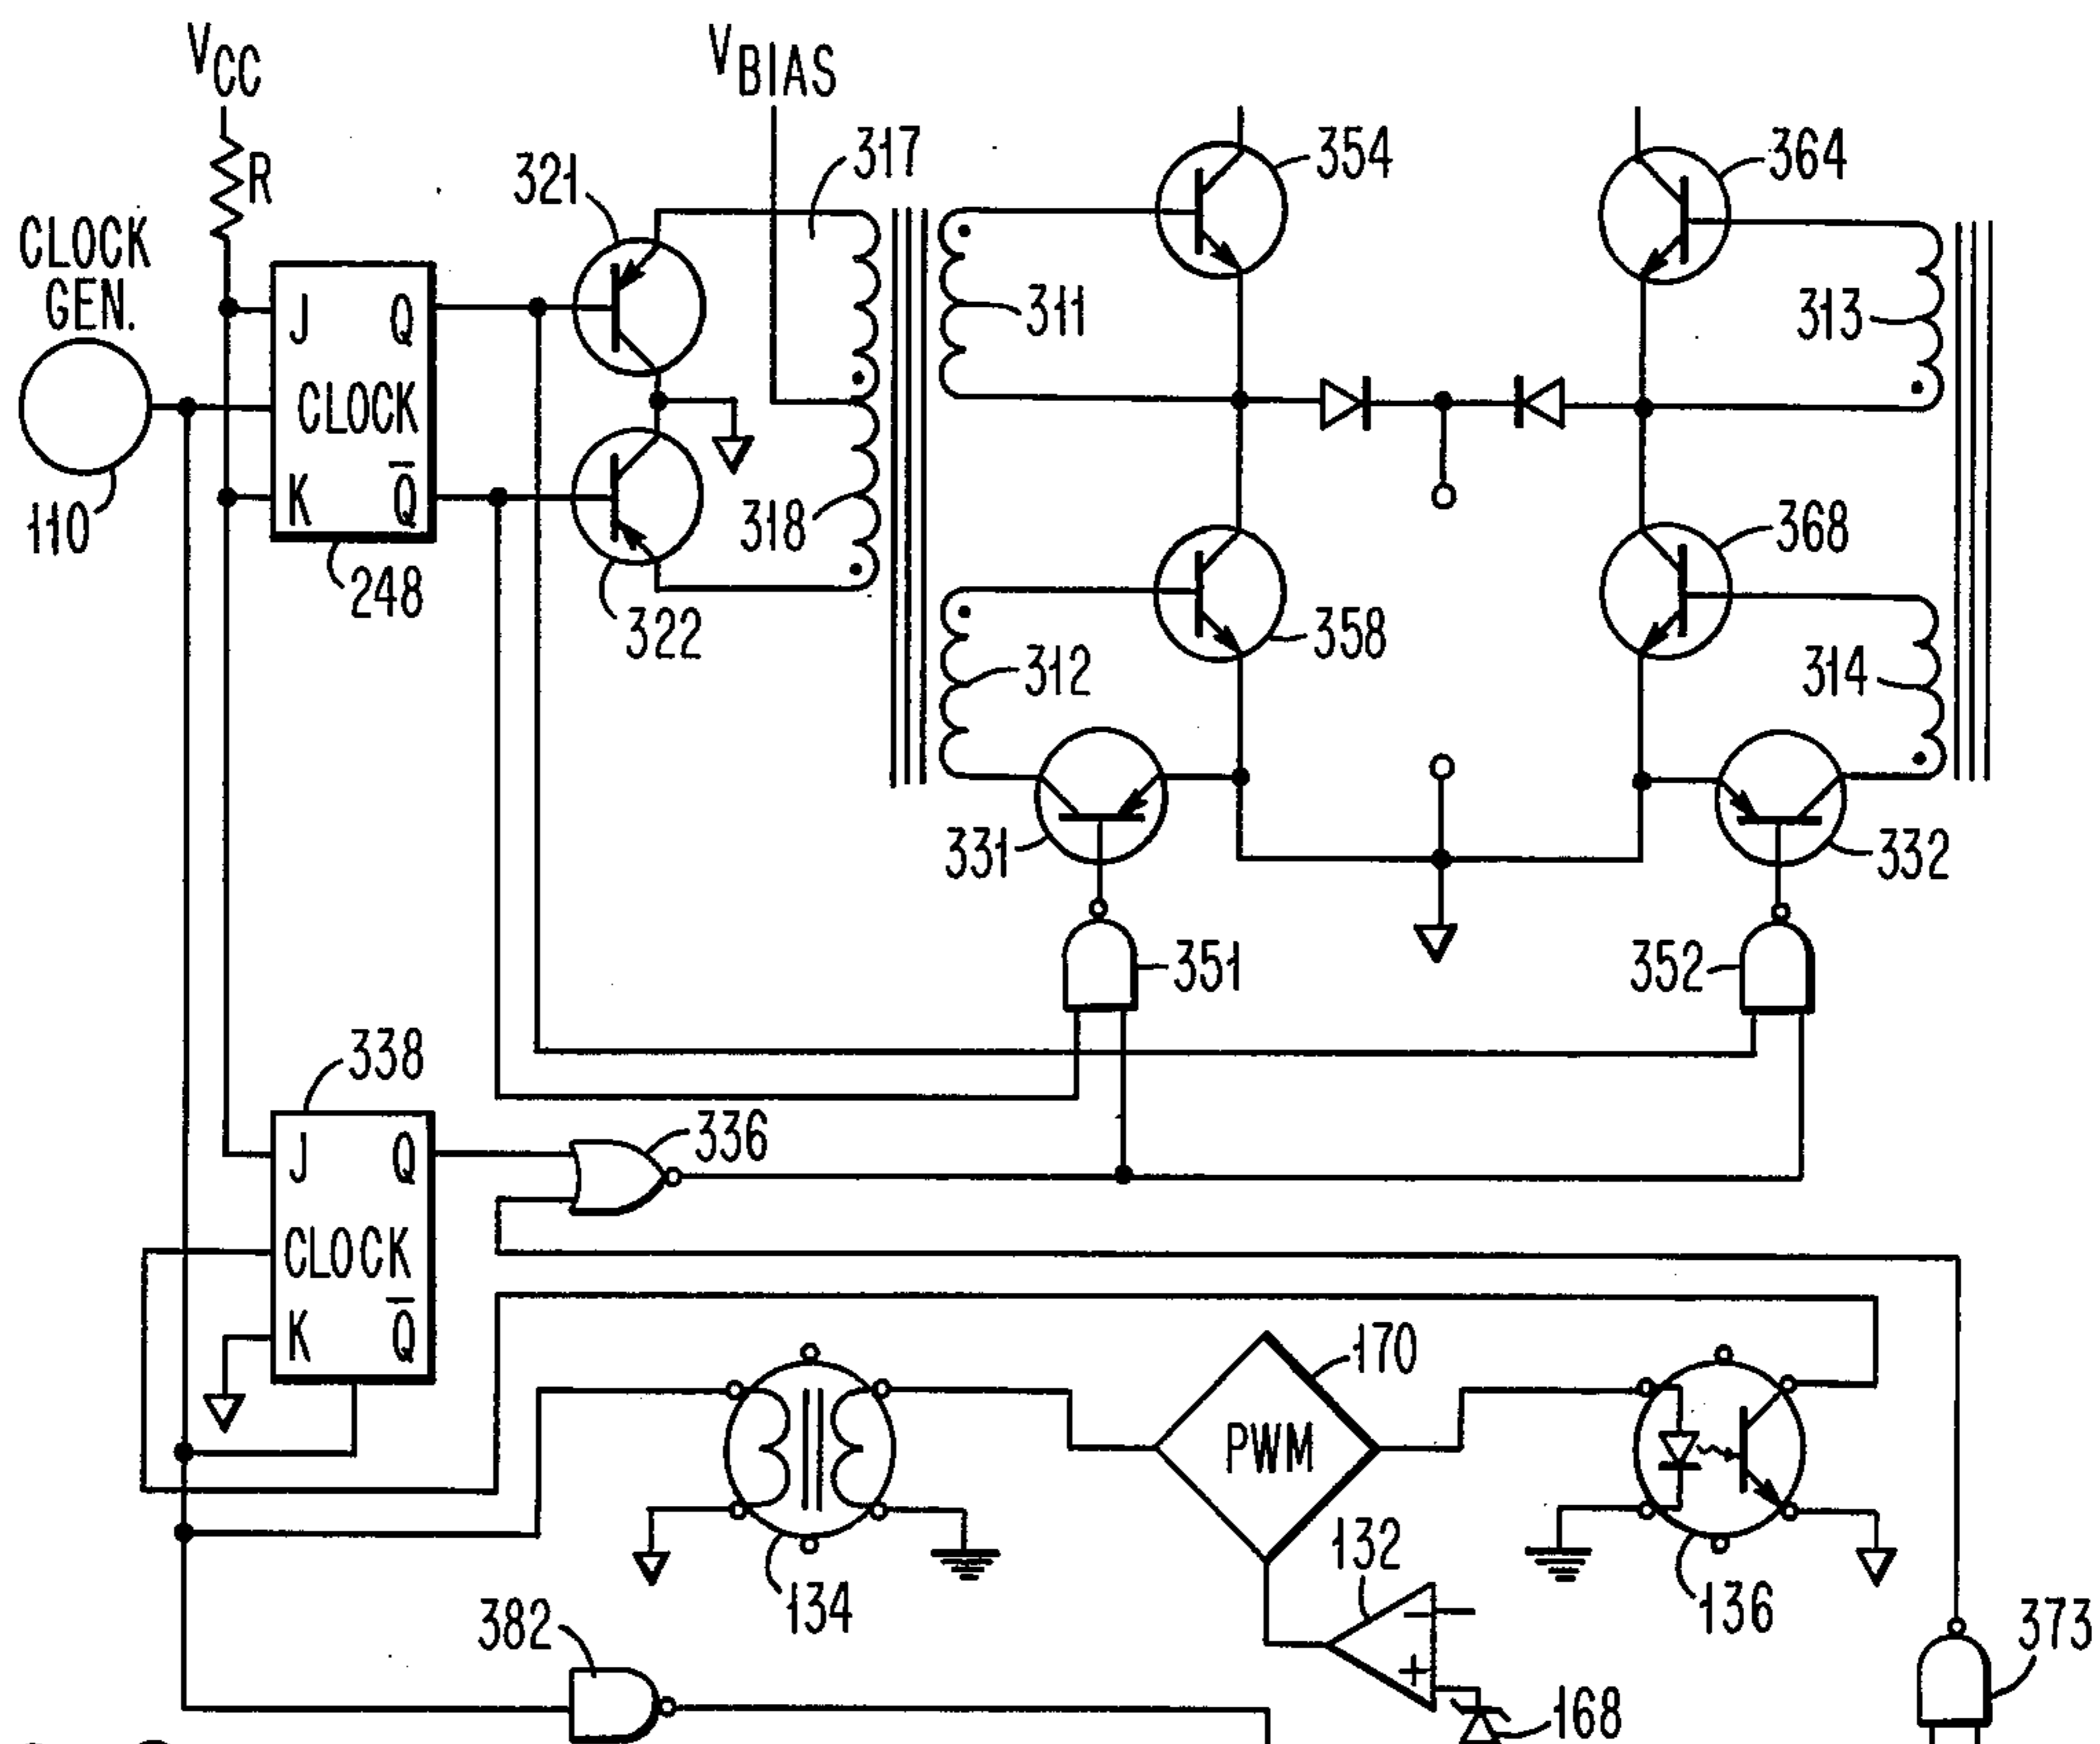 VCC
VBIAS
R
CLOCK
GEN.
110
J
Q
CLOCK
K
Q̅
248
321
322
317
318
311
312
354
358
364
368
313
314
331
332
351
352
338
J
Q
CLOCK
K
Q̅
336
170
PWM
134
132
−
+
136
168
382
373